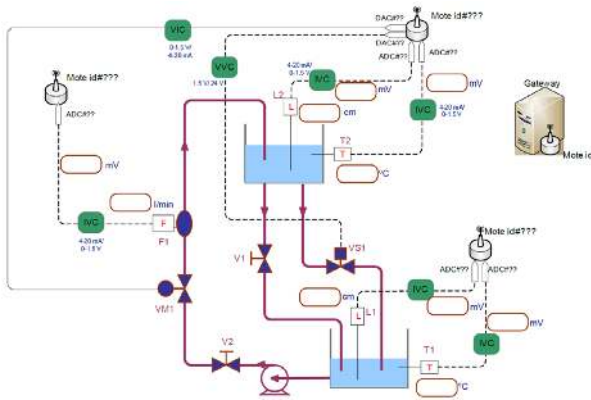 DAC#??
DAC#??
Mote id#???
ADC#??
ADC#??
VIC
0-1.5 V/
4-20 mA
VVC
1.5 V/24 V
4-20 mA/
0-1.5 V
IVC
mV
mV
IVC
4-20 mA/
0-1.5 V
Gateway
Mote id
Mote id#???
ADC#??
mV
L2
L
cm
T2
T
°C
l/min
IVC
4-20 mA/
0-1.5 V
F
F1
V1
VS1
Mote id#???
ADC#??
ADC#??
cm
IVC
mV
mV
L
L1
VM1
V2
IVC
T1
T
°C